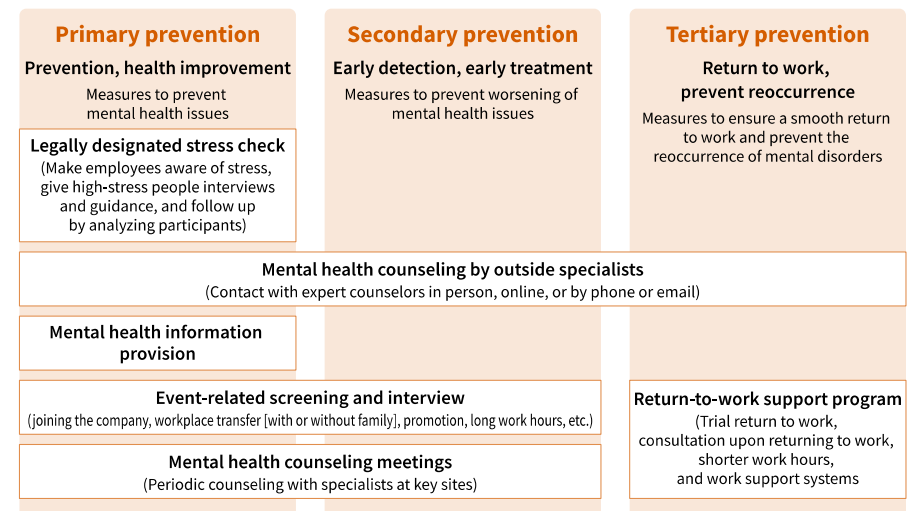 Primary prevention
Prevention, health improvement
Measures to prevent
mental health issues
Legally designated stress check
(Make employees aware of stress,
give high-stress people interviews
and guidance, and follow up
by analyzing participants)
Secondary prevention
Early detection, early treatment
Measures to prevent worsening of
mental health issues
Tertiary prevention
Return to work,
prevent reoccurrence
Measures to ensure a smooth return
to work and prevent the
reoccurrence of mental disorders
Mental health counseling by outside specialists
(Contact with expert counselors in person, online, or by phone or email)
Mental health information
provision
Event-related screening and interview
(joining the company, workplace transfer [with or without family], promotion, long work hours, etc.)
Mental health counseling meetings
(Periodic counseling with specialists at key sites)
Return-to-work support program
(Trial return to work,
consultation upon returning to work,
shorter work hours,
and work support systems